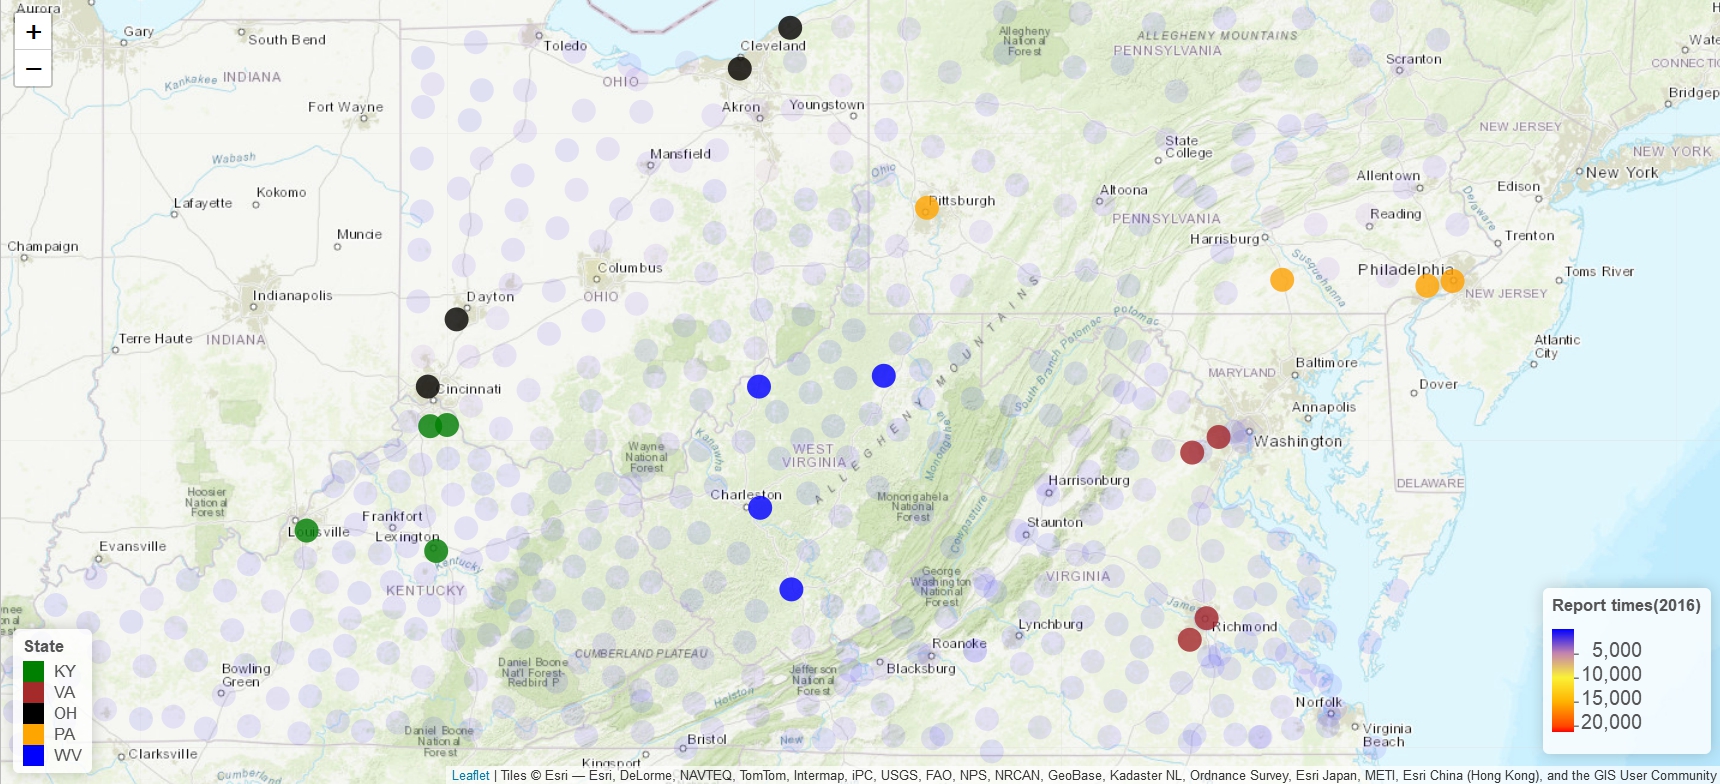 Aurora
+
−
Gary
South Bend
Toledo
Cleveland
Allegheny
National
Forest
ALLEGHENY MOUNTAINS
PENNSYLVANIA
Scranton
CONNECTIC
Kankakee
INDIANA
OHIO
Fort Wayne
Akron
Youngstown
Bridgep
NEW JERSEY
Wabash
Mansfield
State
College
NEW YORK
Ohio
Kokomo
Altoona
Allentown
Edison
New York
Lafayette
Pittsburgh
PENNSYLVANIA
Reading
Delaware
Muncie
Harrisburg
Trenton
Champaign
Columbus
Susquehanna
Philadelphia
Toms River
Indianapolis
Dayton
OHIO
NEW JERSEY
Terre Haute
INDIANA
South Branch Potomac
Potomac
Atlantic
City
Baltimore
MARYLAND
Dover
Cincinnati
Annapolis
ALLEGHENY MOUNTAINS
Washington
Kanawha
Wayne
National
Forest
WEST
VIRGINIA
Monongahela
Hoosier
National
Forest
Charleston
Monongahela
National
Forest
Harrisonburg
DELAWARE
Frankfort
Louisville
Lexington
Staunton
Cowpasture
Evansville
Kentucky
KENTUCKY
George
Washington
National
Forest
VIRGINIA
James
Richmond
Lynchburg
Roanoke
Blacksburg
CUMBERLAND PLATEAU
Daniel Boone
Nat'l Forest-
Redbird P
Jefferson
National
Forest
Bowling
Green
Holston
Norfolk
Virginia
Beach
Daniel Boone
National
Forest
Bristol
New
Clarksville
Kingsport
Cumberland
State
KY
VA
OH
PA
WV
Report times(2016)
5,000
10,000
15,000
20,000
Leaflet | Tiles © Esri — Esri, DeLorme, NAVTEQ, TomTom, Intermap, iPC, USGS, FAO, NPS, NRCAN, GeoBase, Kadaster NL, Ordnance Survey, Esri Japan, METI, Esri China (Hong Kong), and the GIS User Community